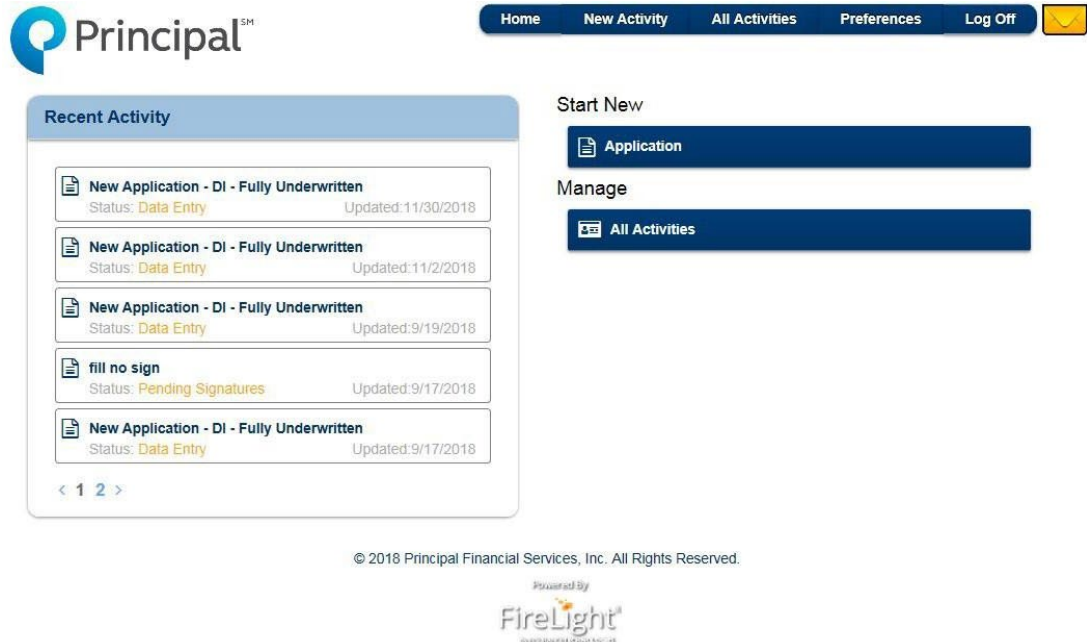 Principal℠
Home New Activity All Activities Preferences Log Off
Recent Activity
New Application - DI - Fully Underwritten
Status: Data Entry Updated:11/30/2018
New Application - DI - Fully Underwritten
Status: Data Entry Updated:11/2/2018
New Application - DI - Fully Underwritten
Status: Data Entry Updated:9/19/2018
fill no sign
Status: Pending Signatures Updated:9/17/2018
New Application - DI - Fully Underwritten
Status: Data Entry Updated:9/17/2018
< 1 2 >
Start New
Application
Manage
All Activities
© 2018 Principal Financial Services, Inc. All Rights Reserved.
Powered By
FireLight